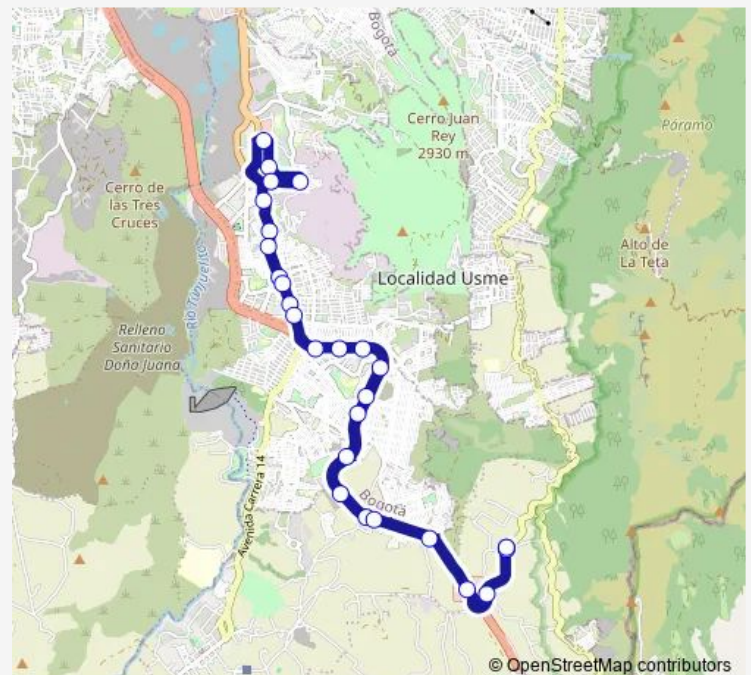 Bogotá
Cerro Juan
Rey
2930 m
Páramo
Cerro de
las Tres
Cruces
Alto de
La Teta
Río Tunjuelito
Localidad Usme
Relleno
Sanitario
Doña Juana
Avenida Carrera 14
Bogotá
© OpenStreetMap contributors